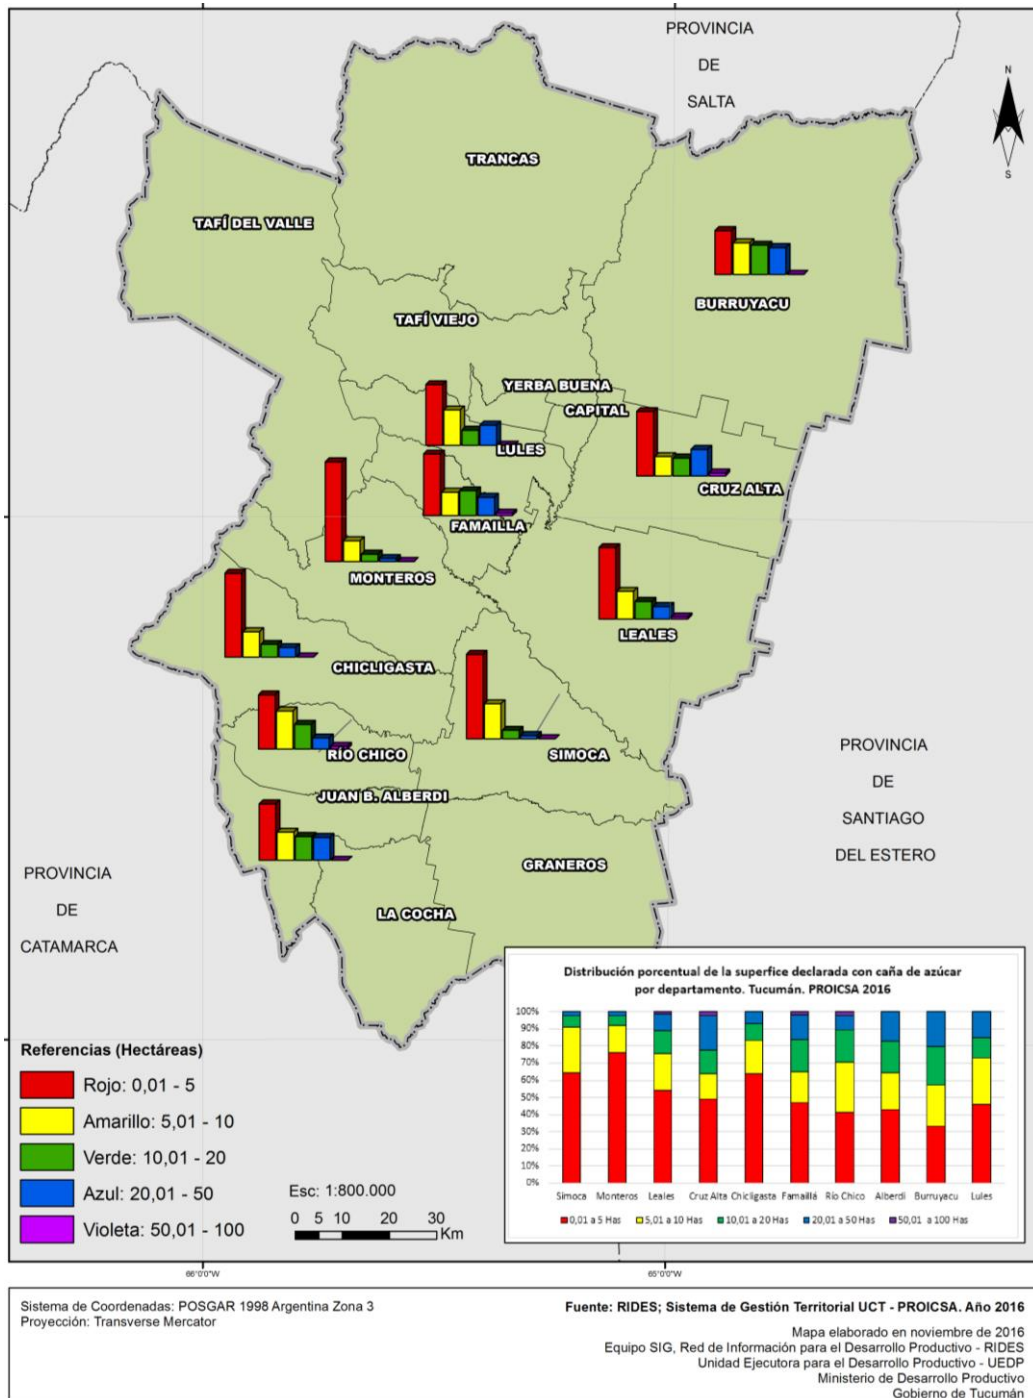 PROVINCIA
DE
SALTA
N
S
TRANCAS
TAFÍ DEL VALLE
BURRUYACU
TAFÍ VIEJO
YERBA BUENA
CAPITAL
LULES
CRUZ ALTA
FAMAILLA
MONTEROS
LEALES
CHICLIGASTA
RÍO CHICO
SIMOCA
PROVINCIA
DE
SANTIAGO
DEL ESTERO
JUAN B. ALBERDI
GRANEROS
LA COCHA
PROVINCIA
DE
CATAMARCA
Distribución porcentual de la superfice declarada con caña de azúcar
por departamento. Tucumán. PROICSA 2016
100%
90%
80%
70%
60%
50%
40%
30%
20%
10%
0%
Simoca Monteros Leales Cruz Alta Chicligasta Famaillá Río Chico Alberdi Burruyacu Lules
0,01 a 5 Has 5,01 a 10 Has 10,01 a 20 Has 20,01 a 50 Has 50,01 a 100 Has
Referencias (Hectáreas)
Rojo: 0,01 - 5
Amarillo: 5,01 - 10
Verde: 10,01 - 20
Azul: 20,01 - 50
Violeta: 50,01 - 100
Esc: 1:800.000
0 5 10 20 30
Km
66°0'0"W 65°0'0"W
Sistema de Coordenadas: POSGAR 1998 Argentina Zona 3
Proyección: Transverse Mercator
Fuente: RIDES; Sistema de Gestión Territorial UCT - PROICSA. Año 2016
Mapa elaborado en noviembre de 2016
Equipo SIG, Red de Información para el Desarrollo Productivo - RIDES
Unidad Ejecutora para el Desarrollo Productivo - UEDP
Ministerio de Desarrollo Productivo
Gobierno de Tucumán